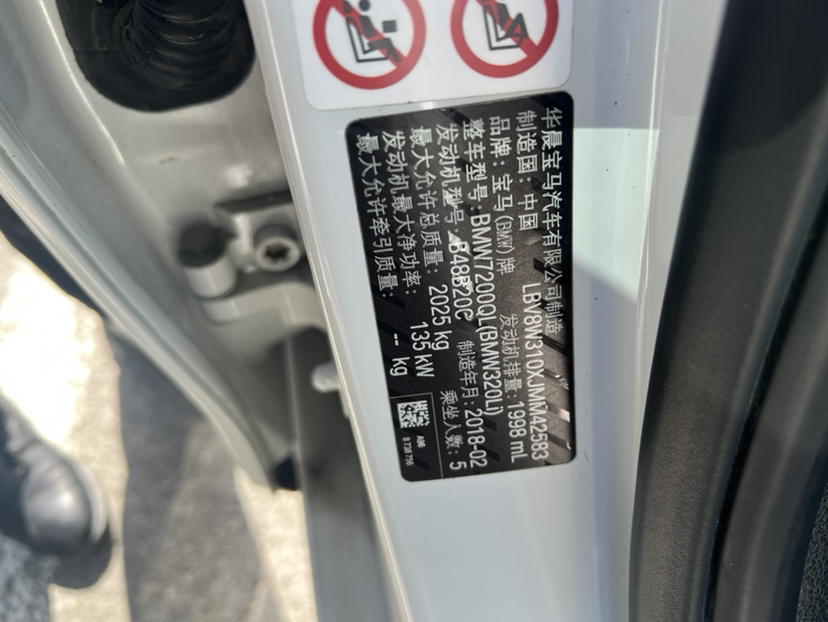 华晨宝马汽车有限公司制造
制造国：中国 LBV8W310XJMM42583
品牌：宝马(BMW)牌 发动机排量：1998 mL
整车型号：BMW7200QL(BMW320Li)
发动机型号：B48B20C 制造年月：2018-02
最大允许总质量：2025 kg 乘坐人数：5
发动机最大净功率：135 kW
最大允许牵引质量：-- kg
A96
8 738 756